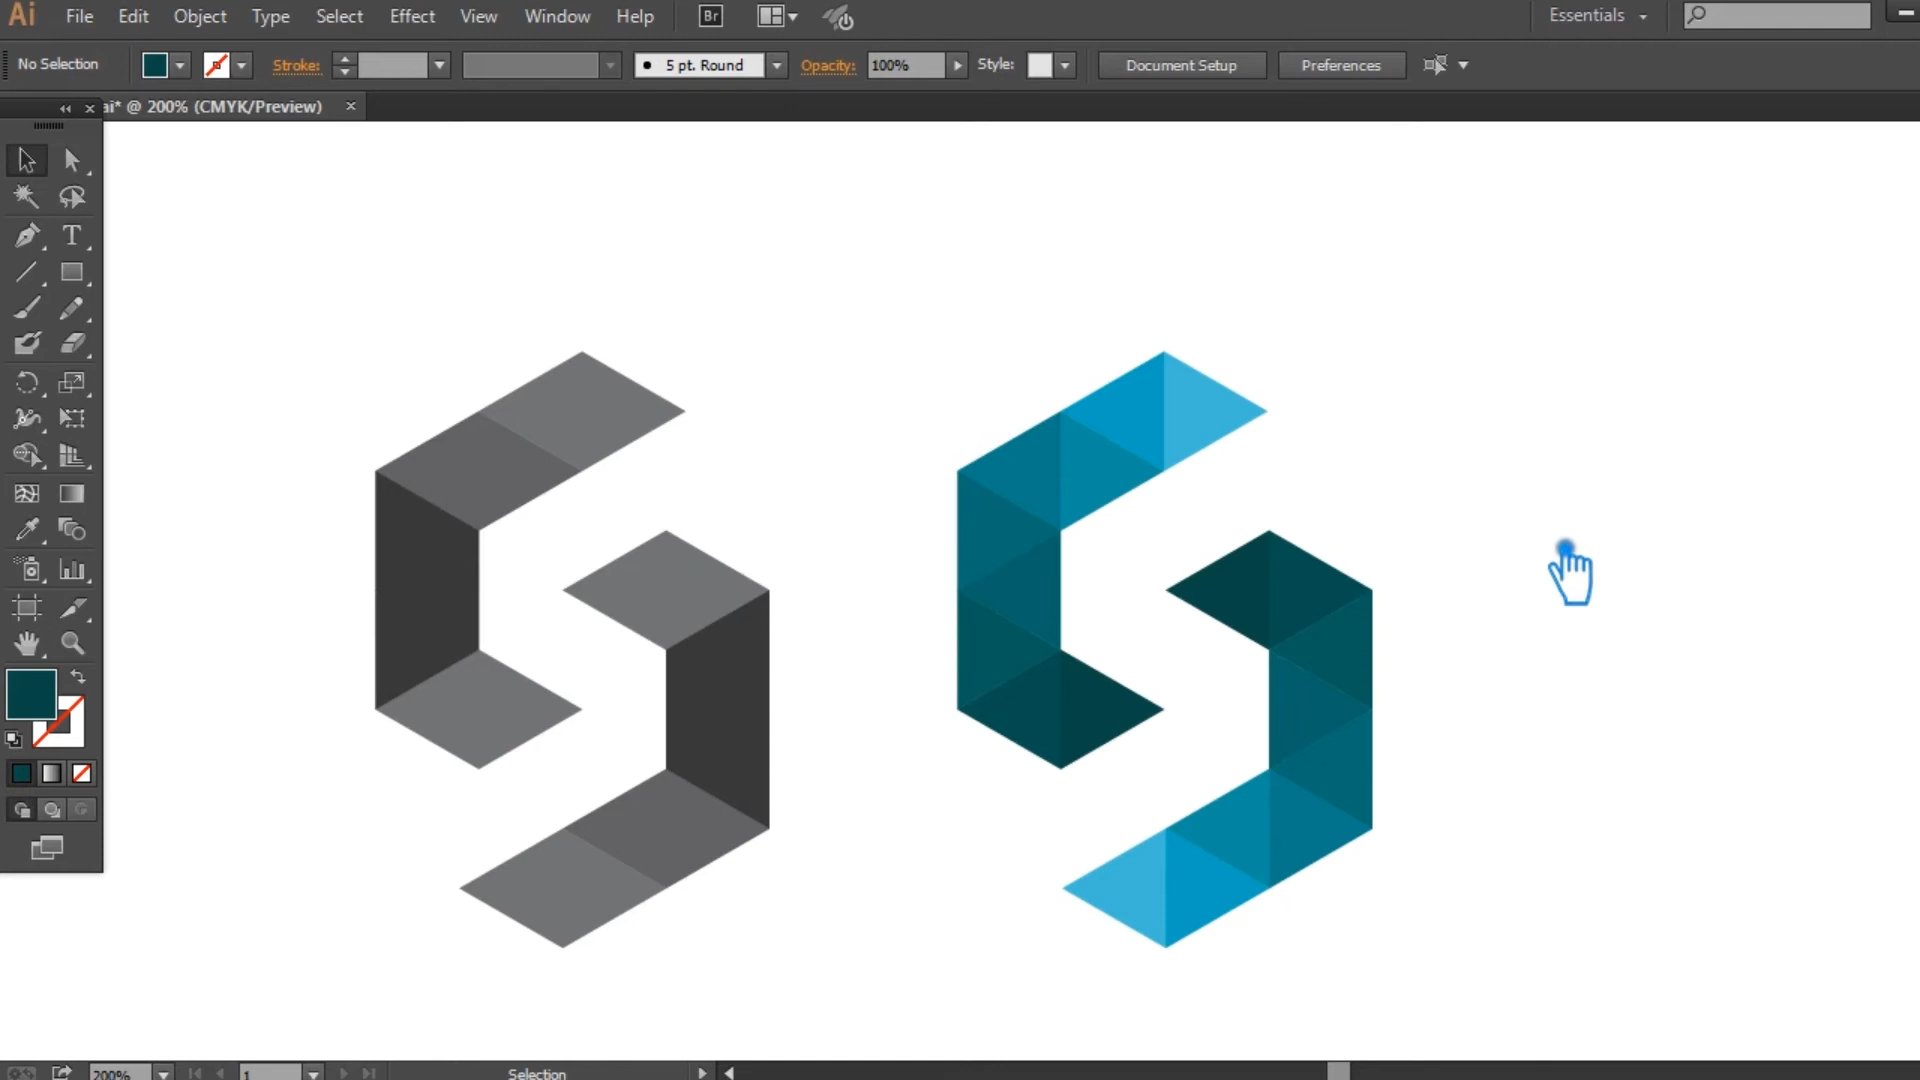 Ai File Edit Object Type Select Effect View Window Help Br Essentials
No Selection Stroke: 5 pt. Round Opacity: 100% Style: Document Setup Preferences
ai* @ 200% (CMYK/Preview)
T
200% 1 Selection